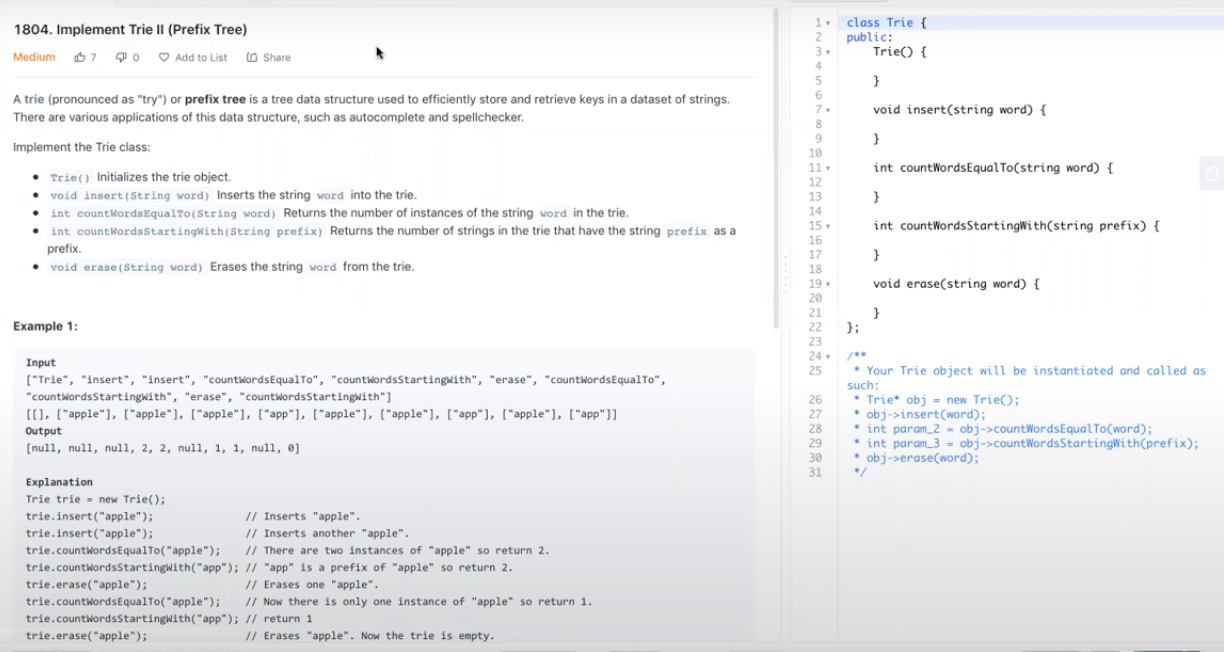 1804. Implement Trie II (Prefix Tree)
Medium 7 0 Add to List Share
A trie (pronounced as "try") or prefix tree is a tree data structure used to efficiently store and retrieve keys in a dataset of strings.
There are various applications of this data structure, such as autocomplete and spellchecker.
Implement the Trie class:
• Trie() Initializes the trie object.
• void insert(String word) Inserts the string word into the trie.
• int countWordsEqualTo(String word) Returns the number of instances of the string word in the trie.
• int countWordsStartingWith(String prefix) Returns the number of strings in the trie that have the string prefix as a
prefix.
• void erase(String word) Erases the string word from the trie.
Example 1:
Input
["Trie", "insert", "insert", "countWordsEqualTo", "countWordsStartingWith", "erase", "countWordsEqualTo",
"countWordsStartingWith", "erase", "countWordsStartingWith"]
[[], ["apple"], ["apple"], ["apple"], ["app"], ["apple"], ["apple"], ["app"], ["apple"], ["app"]]
Output
[null, null, null, 2, 2, null, 1, 1, null, 0]
Explanation
Trie trie = new Trie();
trie.insert("apple"); // Inserts "apple".
trie.insert("apple"); // Inserts another "apple".
trie.countWordsEqualTo("apple"); // There are two instances of "apple" so return 2.
trie.countWordsStartingWith("app"); // "app" is a prefix of "apple" so return 2.
trie.erase("apple"); // Erases one "apple".
trie.countWordsEqualTo("apple"); // Now there is only one instance of "apple" so return 1.
trie.countWordsStartingWith("app"); // return 1
trie.erase("apple"); // Erases "apple". Now the trie is empty.
1 class Trie {
2 public:
3 Trie() {
4
5 }
6
7 void insert(string word) {
8
9 }
10
11 int countWordsEqualTo(string word) {
12
13 }
14
15 int countWordsStartingWith(string prefix) {
16
17 }
18
19 void erase(string word) {
20
21 }
22 };
23
24 /**
25 * Your Trie object will be instantiated and called as
such:
26 * Trie* obj = new Trie();
27 * obj->insert(word);
28 * int param_2 = obj->countWordsEqualTo(word);
29 * int param_3 = obj->countWordsStartingWith(prefix);
30 * obj->erase(word);
31 */